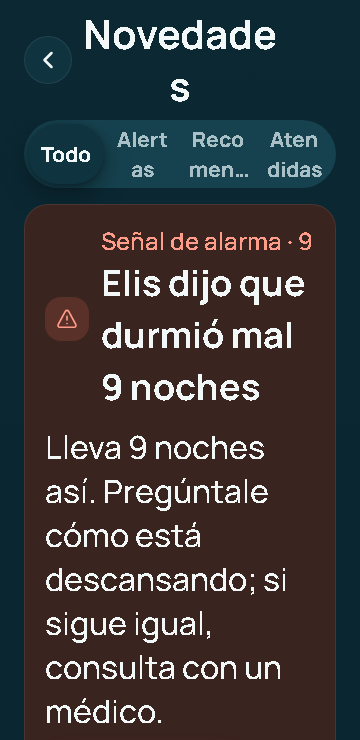 Novedade
s
Todo
Alert
as
Reco
men...
Aten
didas
Señal de alarma · 9
Elis dijo que
durmió mal
9 noches
Lleva 9 noches
así. Pregúntale
cómo está
descansando; si
sigue igual,
consulta con un
médico.